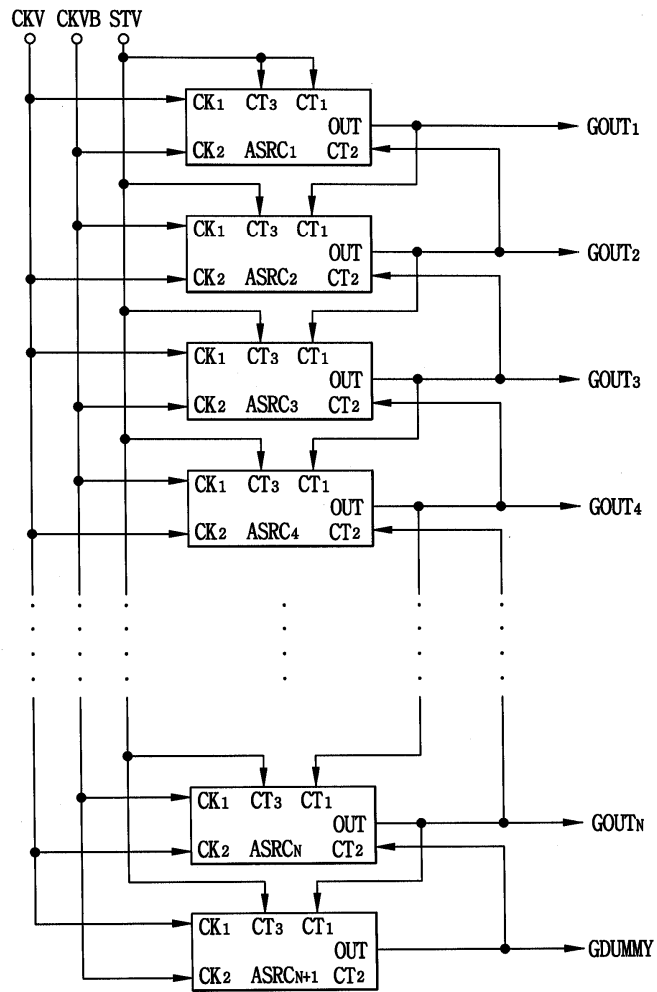 CKV CKVB STV
CK1 CT3 CT1
OUT GOUT1
CK2 ASRC1 CT2
CK1 CT3 CT1
OUT GOUT2
CK2 ASRC2 CT2
CK1 CT3 CT1
OUT GOUT3
CK2 ASRC3 CT2
CK1 CT3 CT1
OUT GOUT4
CK2 ASRC4 CT2
CK1 CT3 CT1
OUT GOUTN
CK2 ASRCN CT2
CK1 CT3 CT1
OUT GDUMMY
CK2 ASRCN+1 CT2